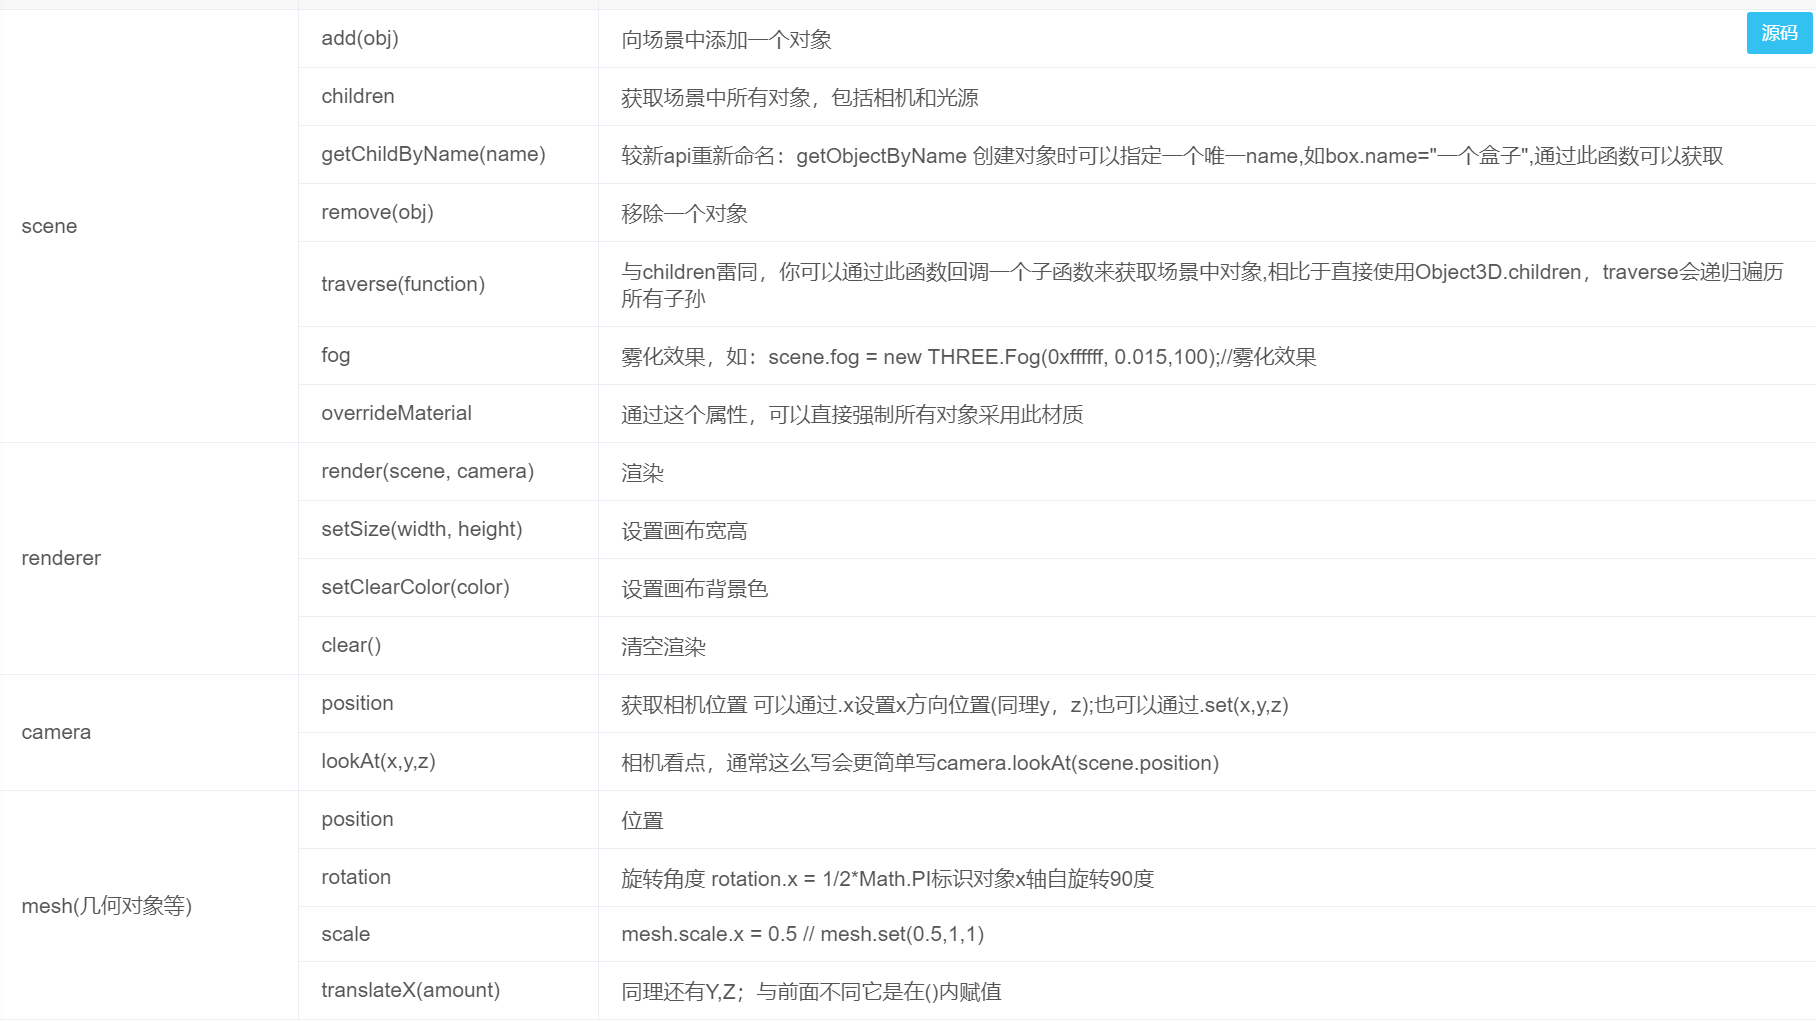 源码
scene
add(obj)
向场景中添加一个对象
children
获取场景中所有对象，包括相机和光源
getChildByName(name)
较新api重新命名：getObjectByName 创建对象时可以指定一个唯一name,如box.name="一个盒子",通过此函数可以获取
remove(obj)
移除一个对象
traverse(function)
与children雷同，你可以通过此函数回调一个子函数来获取场景中对象,相比于直接使用Object3D.children，traverse会递归遍历
所有子孙
fog
雾化效果，如：scene.fog = new THREE.Fog(0xffffff, 0.015,100);//雾化效果
overrideMaterial
通过这个属性，可以直接强制所有对象采用此材质
renderer
render(scene, camera)
渲染
setSize(width, height)
设置画布宽高
setClearColor(color)
设置画布背景色
clear()
清空渲染
camera
position
获取相机位置 可以通过.x设置x方向位置(同理y，z);也可以通过.set(x,y,z)
lookAt(x,y,z)
相机看点，通常这么写会更简单写camera.lookAt(scene.position)
mesh(几何对象等)
position
位置
rotation
旋转角度 rotation.x = 1/2*Math.PI标识对象x轴自旋转90度
scale
mesh.scale.x = 0.5 // mesh.set(0.5,1,1)
translateX(amount)
同理还有Y,Z；与前面不同它是在()内赋值